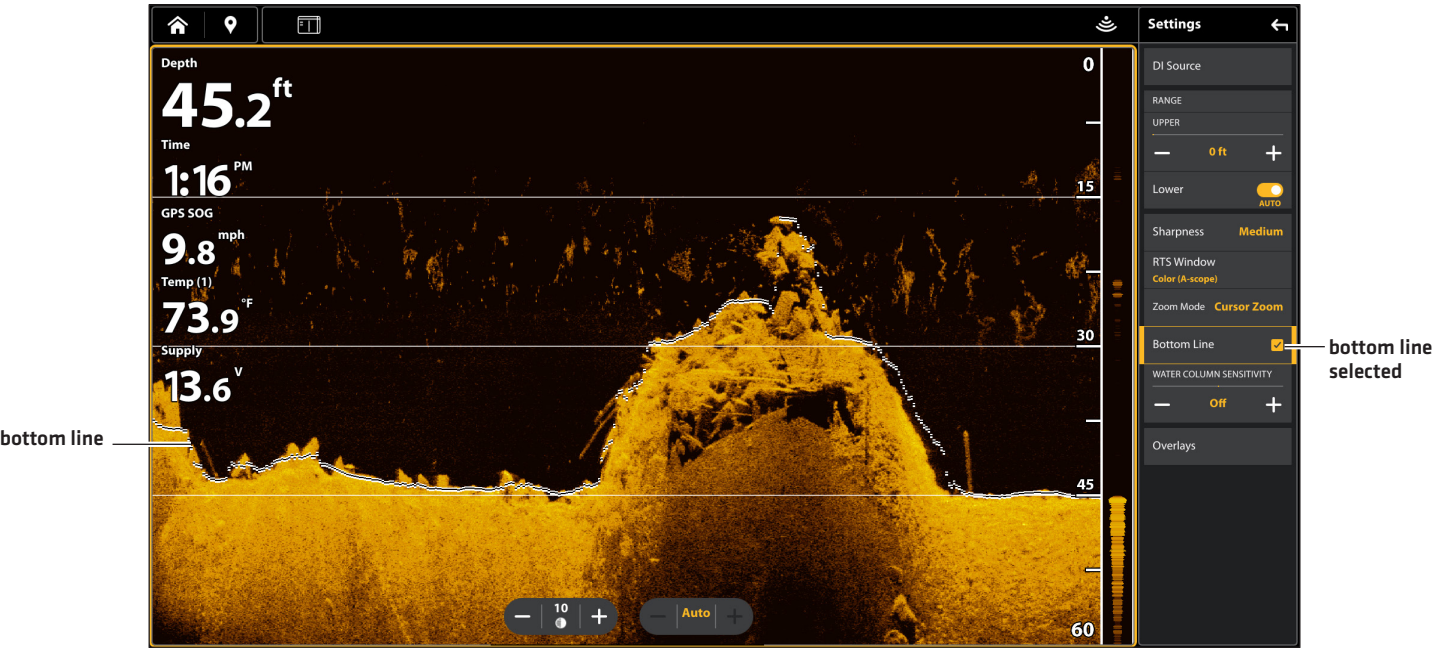 Settings
Depth
45.2 ft
Time
1:16 PM
GPS SOG
9.8 mph
Temp (1)
73.9 °F
Supply
13.6 V
0
15
30
45
60
10
Auto
DI Source
RANGE
UPPER
0 ft
Lower
AUTO
Sharpness Medium
RTS Window
Color (A-scope)
Zoom Mode Cursor Zoom
Bottom Line
WATER COLUMN SENSITIVITY
Off
Overlays
bottom line
bottom line
selected